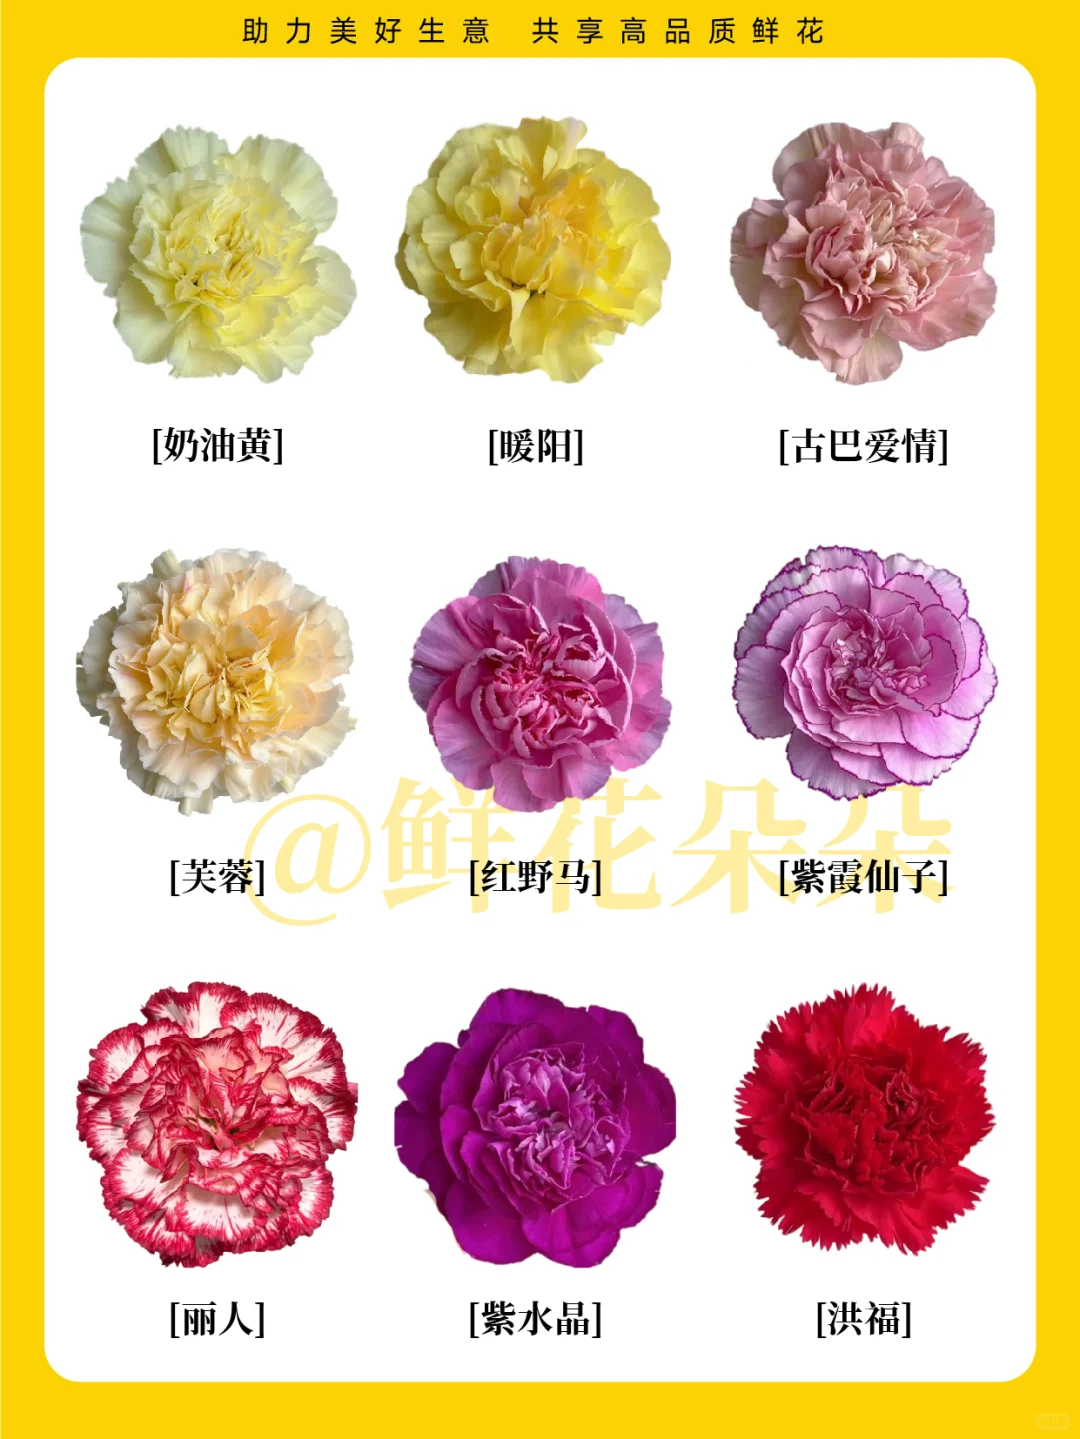 助力美好生意 共享高品质鲜花
[奶油黄] [暖阳] [古巴爱情]
@鲜花朵朵
[芙蓉] [红野马] [紫霞仙子]
[丽人] [紫水晶] [洪福]